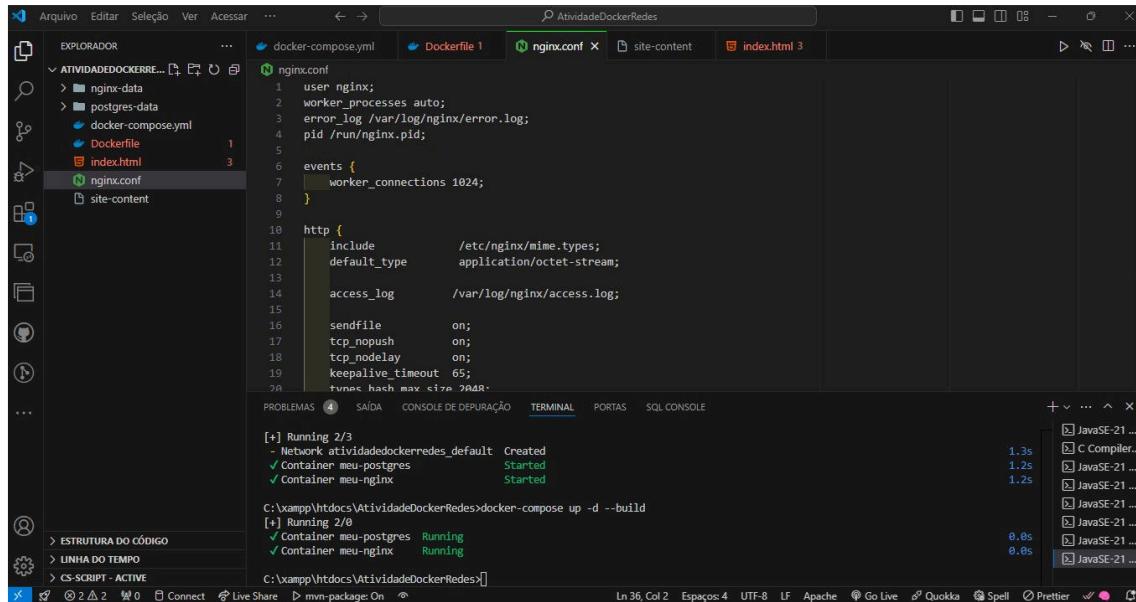 Arquivo Editar Seleção Ver Acessar ... AtividadeDockerRedes
EXPLORADOR ...
ATIVIDADEDOCKERRE...
nginx-data
postgres-data
docker-compose.yml
Dockerfile 1
index.html 3
nginx.conf
site-content
ESTRUTURA DO CÓDIGO
LINHA DO TEMPO
CS-SCRIPT - ACTIVE
docker-compose.yml Dockerfile 1 nginx.conf site-content index.html 3
nginx.conf
1 user nginx;
2 worker_processes auto;
3 error_log /var/log/nginx/error.log;
4 pid /run/nginx.pid;
5
6 events {
7 worker_connections 1024;
8 }
9
10 http {
11 include /etc/nginx/mime.types;
12 default_type application/octet-stream;
13
14 access_log /var/log/nginx/access.log;
15
16 sendfile on;
17 tcp_nopush on;
18 tcp_nodelay on;
19 keepalive_timeout 65;
20 types_hash_max_size 2048;
PROBLEMAS 4 SAÍDA CONSOLE DE DEPURAÇÃO TERMINAL PORTAS SQL CONSOLE
[+] Running 2/3
- Network atividadedockerredes_default Created 1.3s
✓ Container meu-postgres Started 1.2s
✓ Container meu-nginx Started 1.2s
C:\xampp\htdocs\AtividadeDockerRedes>docker-compose up -d --build
[+] Running 2/0
✓ Container meu-postgres Running 0.0s
✓ Container meu-nginx Running 0.0s
C:\xampp\htdocs\AtividadeDockerRedes>
JavaSE-21 ...
C Compiler...
JavaSE-21 ...
JavaSE-21 ...
JavaSE-21 ...
JavaSE-21 ...
JavaSE-21 ...
JavaSE-21 ...
2 2 0 Connect Live Share mvn-package: On Ln 36, Col 2 Espaços: 4 UTF-8 LF Apache Go Live Quokka Spell Prettier